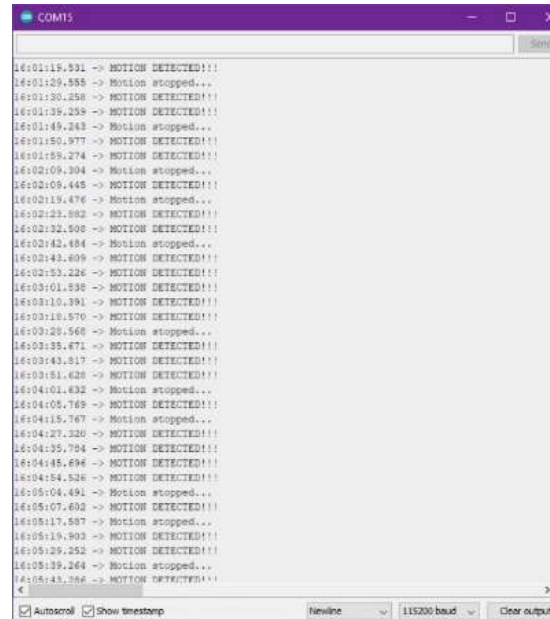 COM15
Send
16:01:19.531 -> MOTION DETECTED!!!
16:01:29.555 -> Motion stopped...
16:01:30.258 -> MOTION DETECTED!!!
16:01:39.259 -> MOTION DETECTED!!!
16:01:49.243 -> Motion stopped...
16:01:50.977 -> MOTION DETECTED!!!
16:01:59.274 -> MOTION DETECTED!!!
16:02:09.304 -> Motion stopped...
16:02:09.445 -> MOTION DETECTED!!!
16:02:19.476 -> Motion stopped...
16:02:23.882 -> MOTION DETECTED!!!
16:02:32.508 -> MOTION DETECTED!!!
16:02:42.484 -> Motion stopped...
16:02:43.609 -> MOTION DETECTED!!!
16:02:53.226 -> Motion stopped...
16:03:01.838 -> MOTION DETECTED!!!
16:03:10.391 -> MOTION DETECTED!!!
16:03:18.570 -> MOTION DETECTED!!!
16:03:28.568 -> Motion stopped...
16:03:35.671 -> MOTION DETECTED!!!
16:03:43.817 -> MOTION DETECTED!!!
16:03:51.628 -> MOTION DETECTED!!!
16:04:01.632 -> Motion stopped...
16:04:05.769 -> MOTION DETECTED!!!
16:04:15.767 -> Motion stopped...
16:04:27.320 -> MOTION DETECTED!!!
16:04:35.784 -> MOTION DETECTED!!!
16:04:45.696 -> MOTION DETECTED!!!
16:04:54.526 -> MOTION DETECTED!!!
16:05:04.491 -> Motion stopped...
16:05:07.602 -> MOTION DETECTED!!!
16:05:17.587 -> Motion stopped...
16:05:19.903 -> MOTION DETECTED!!!
16:05:29.252 -> MOTION DETECTED!!!
16:05:39.264 -> Motion stopped...
16:05:43.286 -> MOTION DETECTED!!!
Autoscroll Show timestamp Newline 115200 baud Clear output